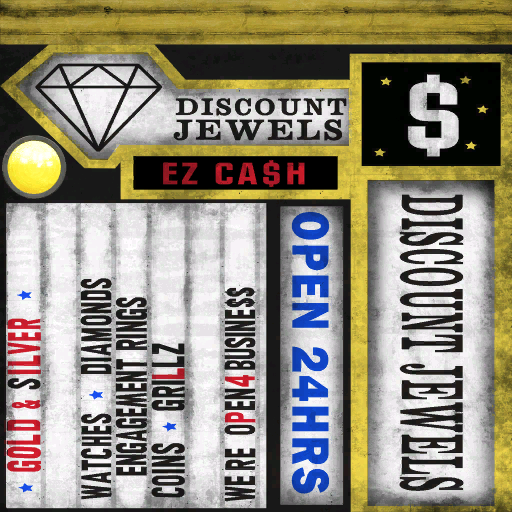 DISCOUNT
JEWELS
$
EZ CA$H
GOLD & SILVER
WATCHES DIAMONDS
ENGAGEMENT RINGS
COINS GRILLZ
WE'RE OPEN4BUSINE$$
OPEN 24HRS
DISCOUNT JEWELS